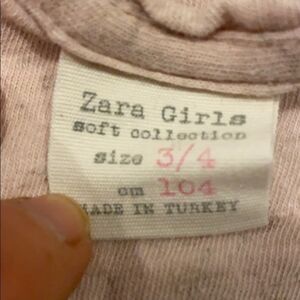 Zara Girls
soft collection
size 3/4
cm 104
MADE IN TURKEY